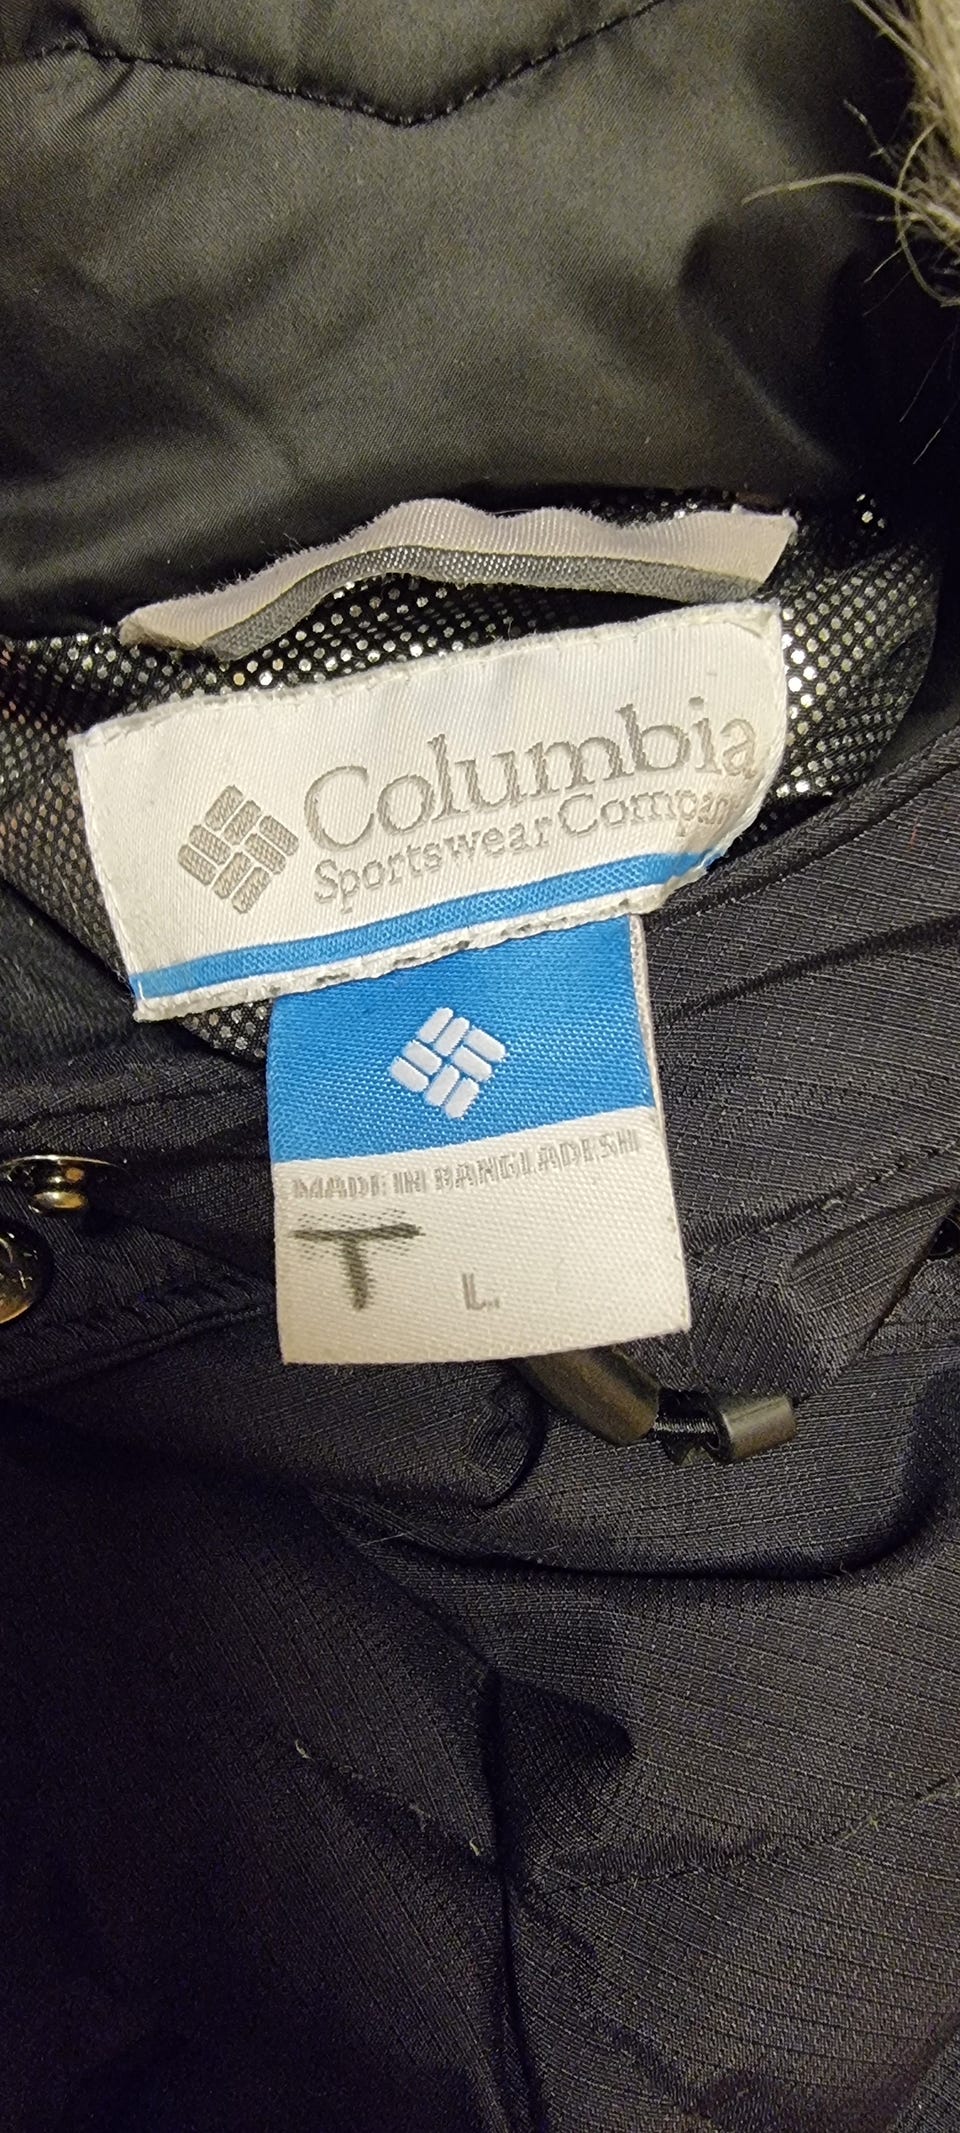 Columbia
Sportswear Company
MADE IN BANGLADESH
T
L